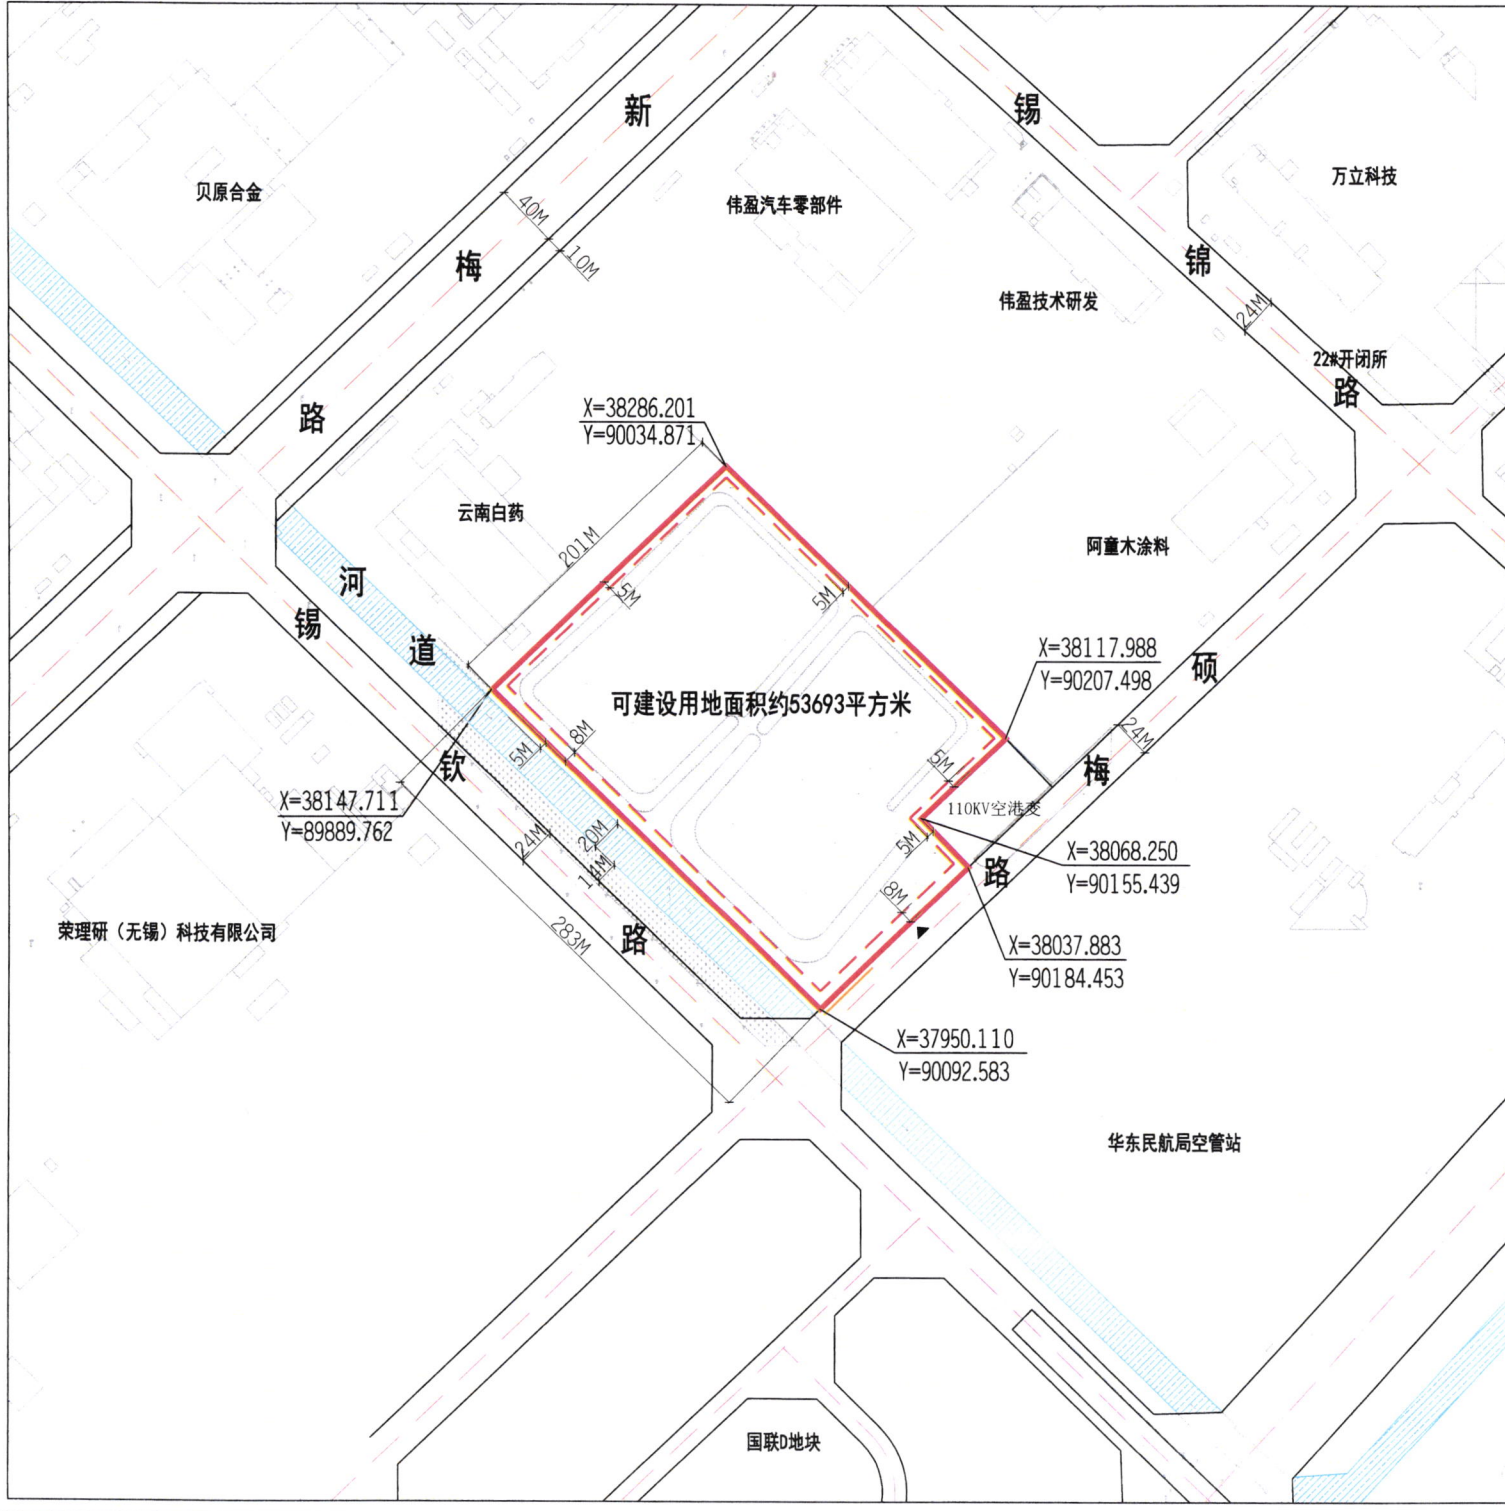 新
锡
万立科技
贝原合金
伟盈汽车零部件
40M
梅
10M
锦
伟盈技术研发
24M
22#开闭所
路
路
X=38286.201
Y=90034.871
云南白药
201M
阿童木涂料
河
5M
5M
锡
道
X=38117.988
Y=90207.498
硕
可建设用地面积约53693平方米
24M
8M
5M
钦
5M
梅
X=38147.711
Y=89889.762
110KV空港变
24M
20M
5M
14M
X=38068.250
Y=90155.439
路
8M
283M
路
荣理研（无锡）科技有限公司
X=38037.883
Y=90184.453
X=37950.110
Y=90092.583
华东民航局空管站
国联D地块